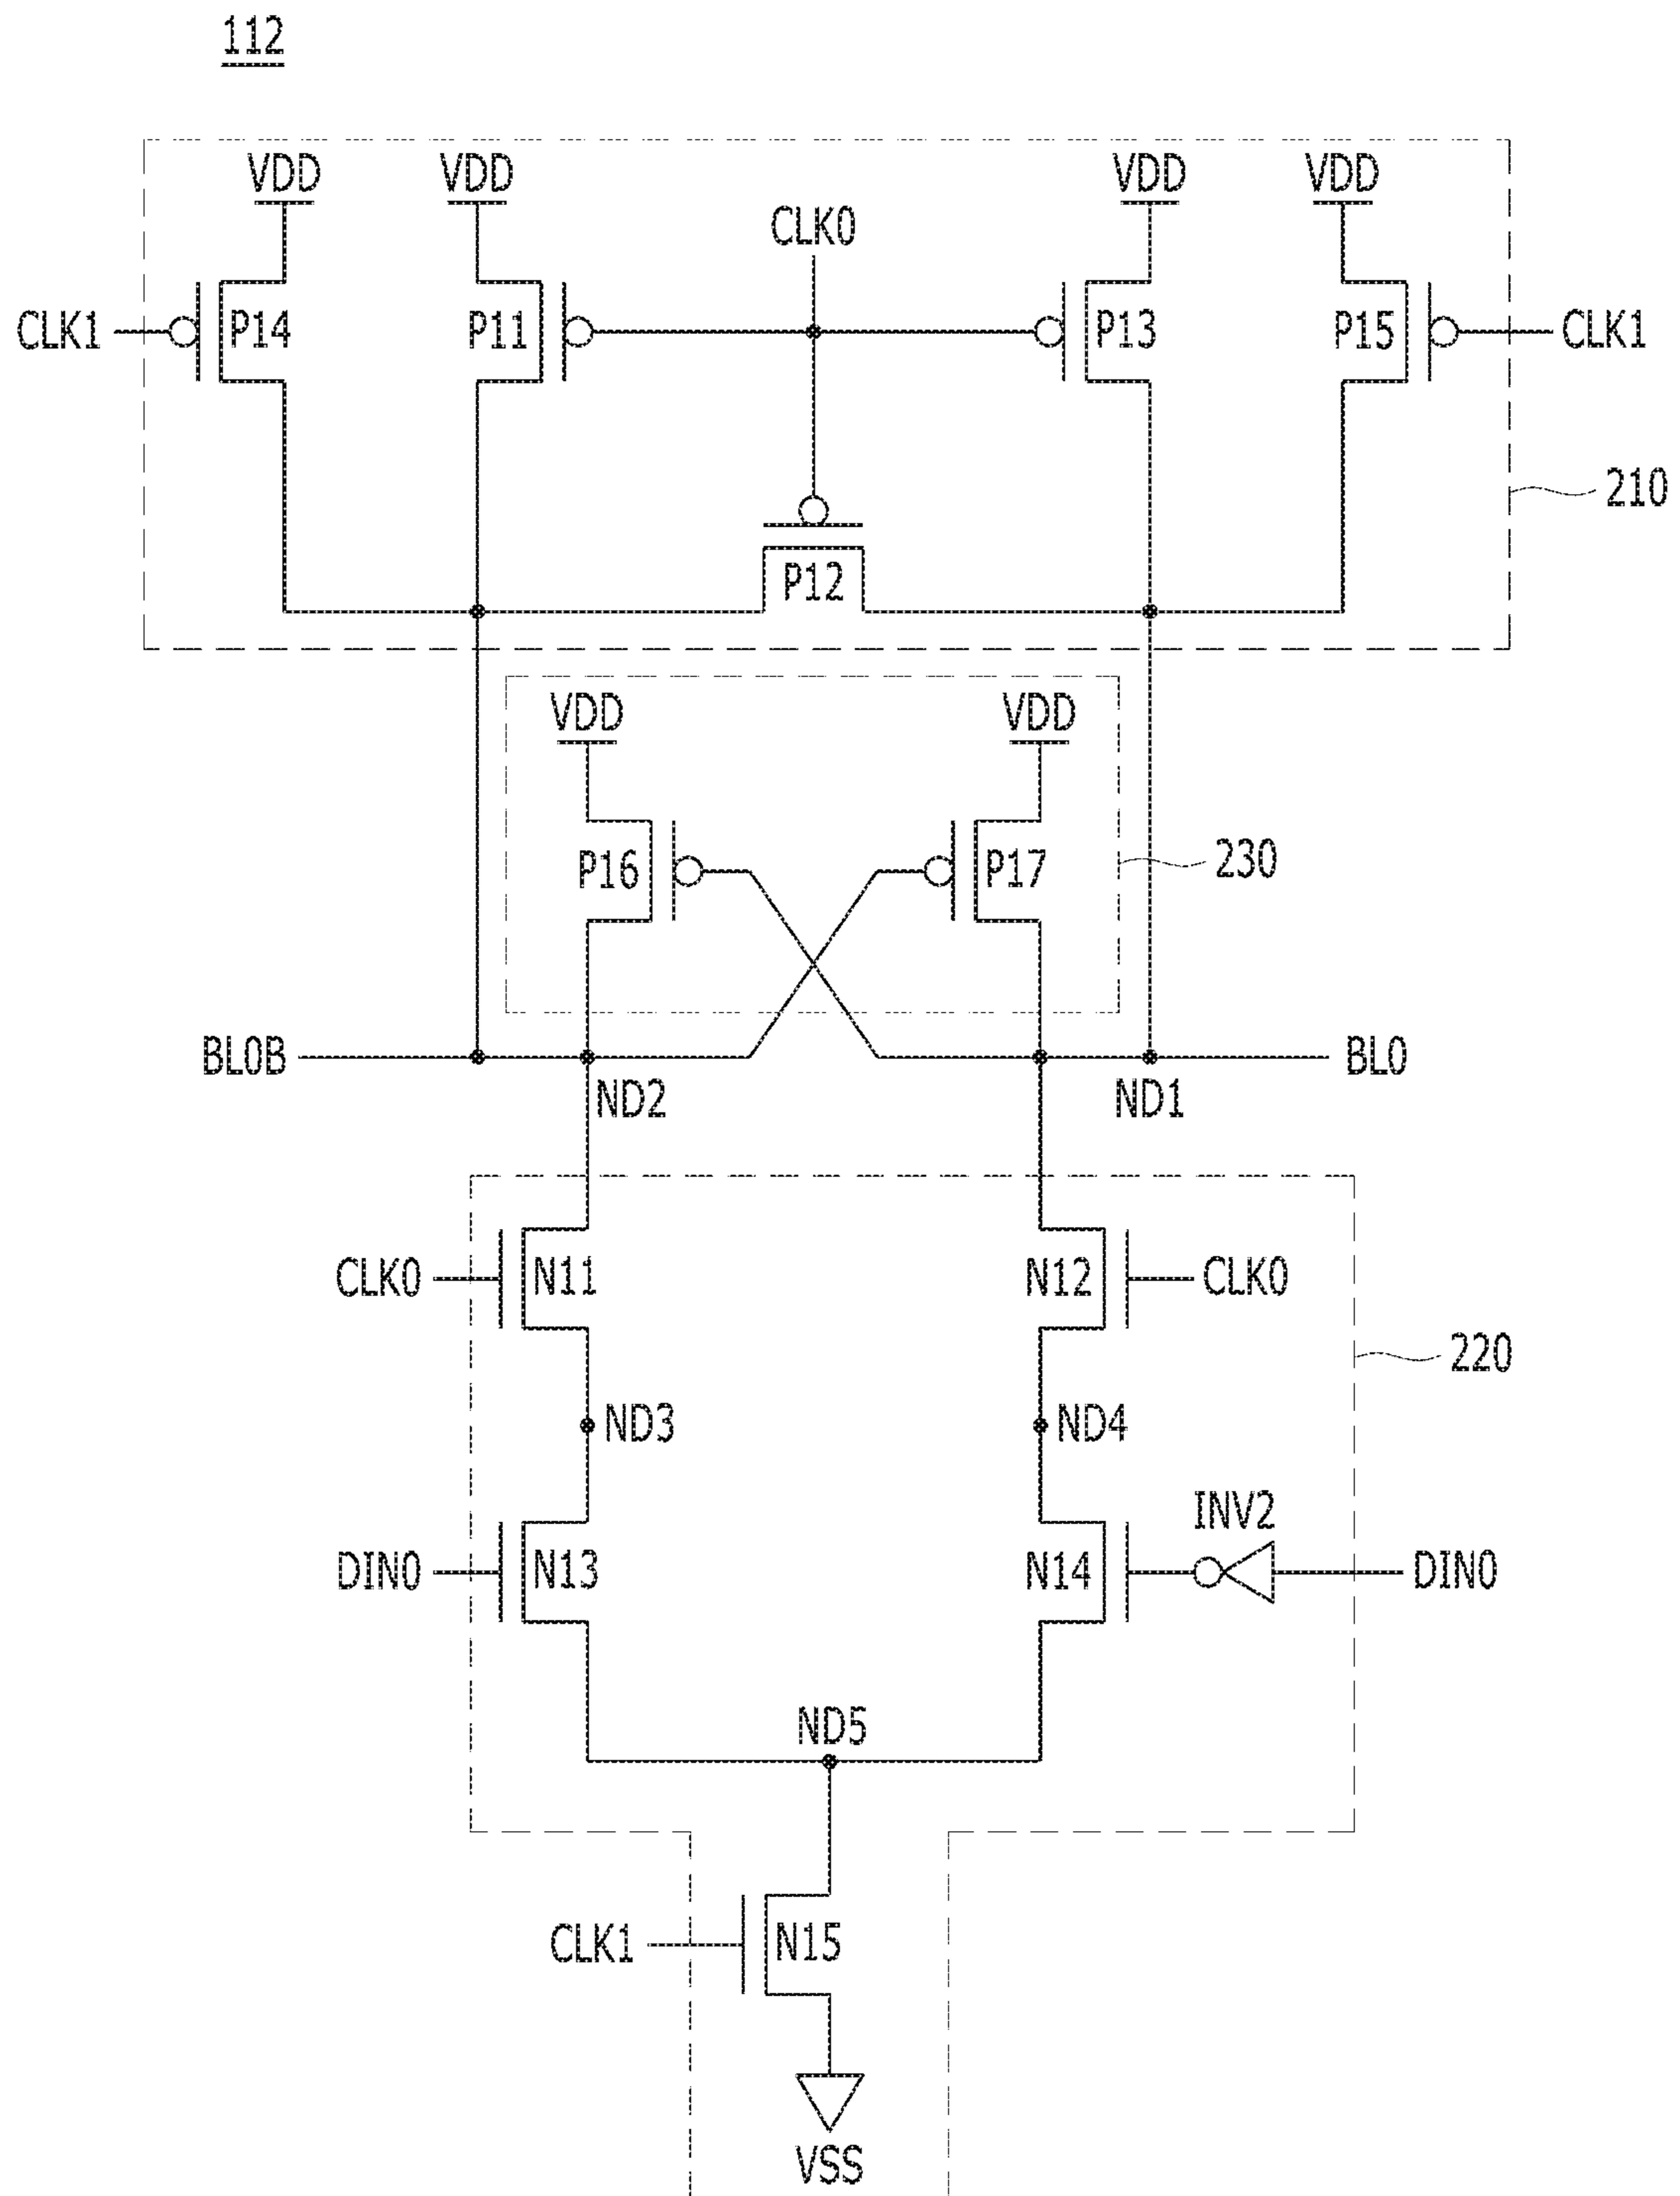 112
VDD VDD VDD VDD
CLK0
CLK1 P14 P11 P13 P15 CLK1
210
P12
VDD VDD
P16 P17 230
BL0B BL0
ND2 ND1
CLK0 N11 N12 CLK0
220
ND3 ND4
INV2
DIN0 N13 N14 DIN0
ND5
CLK1 N15
VSS